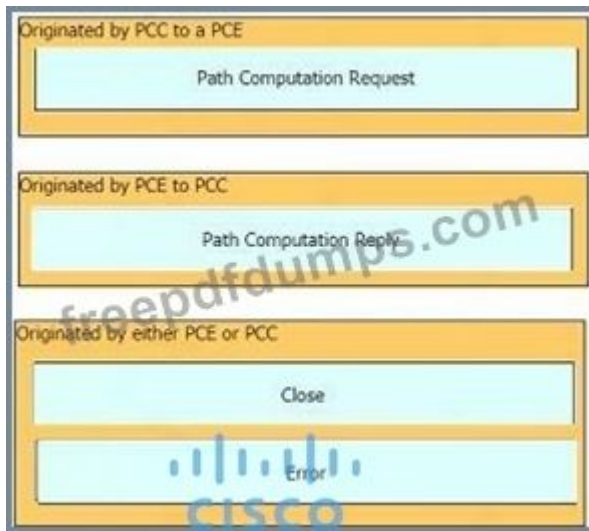 Originated by PCC to a PCE
Path Computation Request
Originated by PCE to PCC
Path Computation Reply
freepdfdumps.com
Originated by either PCE or PCC
Close
Error
CISCO